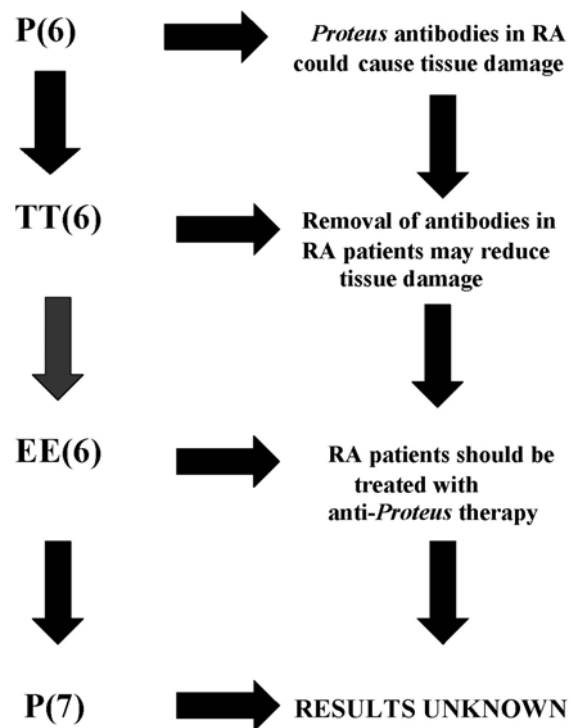 P(6)
Proteus antibodies in RA
could cause tissue damage
TT(6)
Removal of antibodies in
RA patients may reduce
tissue damage
EE(6)
RA patients should be
treated with
anti-Proteus therapy
P(7)
RESULTS UNKNOWN